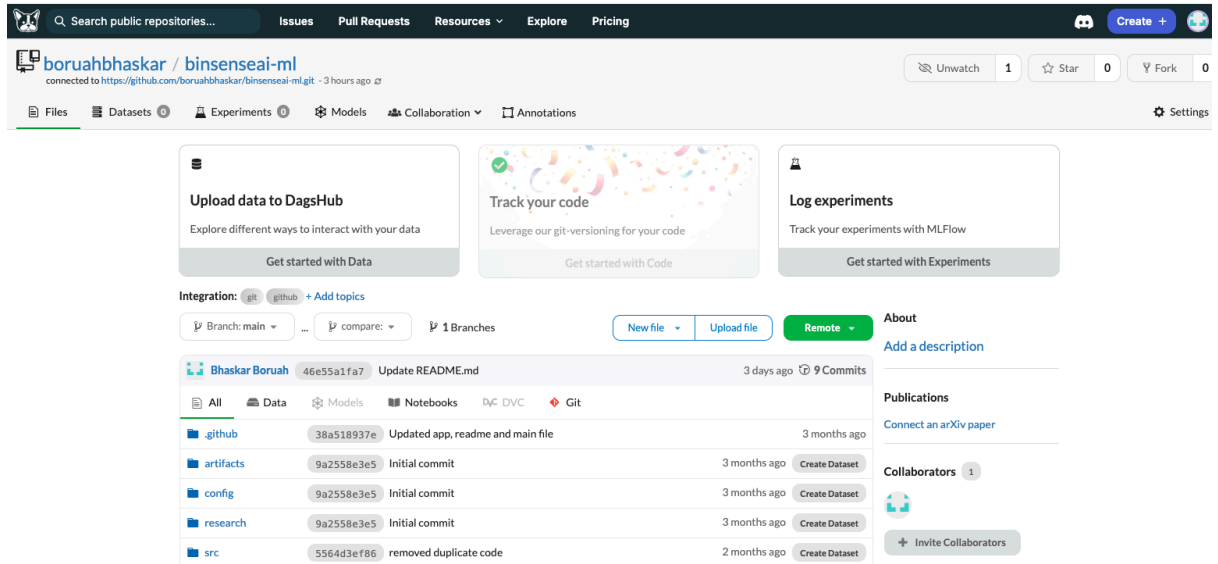 Search public repositories... Issues Pull Requests Resources Explore Pricing Create +
boruahbhaskar / binsenseai-ml
connected to https://github.com/boruahbhaskar/binsenseai-ml.git - 3 hours ago
Unwatch 1 Star 0 Fork 0
Files Datasets 0 Experiments 0 Models Collaboration Annotations Settings
Upload data to DagsHub
Explore different ways to interact with your data
Get started with Data
Track your code
Leverage our git-versioning for your code
Get started with Code
Log experiments
Track your experiments with MLFlow
Get started with Experiments
Integration: git github + Add topics
Branch: main ... compare: 1 Branches New file Upload file Remote
Bhaskar Boruah 46e55a1fa7 Update README.md 3 days ago 9 Commits
All Data Models Notebooks DVC DVC Git
.github 38a518937e Updated app, readme and main file 3 months ago
artifacts 9a2558e3e5 Initial commit 3 months ago Create Dataset
config 9a2558e3e5 Initial commit 3 months ago Create Dataset
research 9a2558e3e5 Initial commit 3 months ago Create Dataset
src 5564d3ef86 removed duplicate code 2 months ago Create Dataset
About
Add a description
Publications
Connect an arXiv paper
Collaborators 1
+ Invite Collaborators